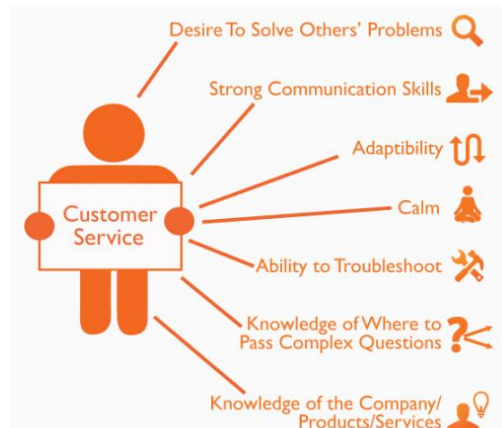 Desire To Solve Others' Problems
Strong Communication Skills
Adaptibility
Calm
Customer
Service
Ability to Troubleshoot
Knowledge of Where to
Pass Complex Questions
Knowledge of the Company/
Products/Services